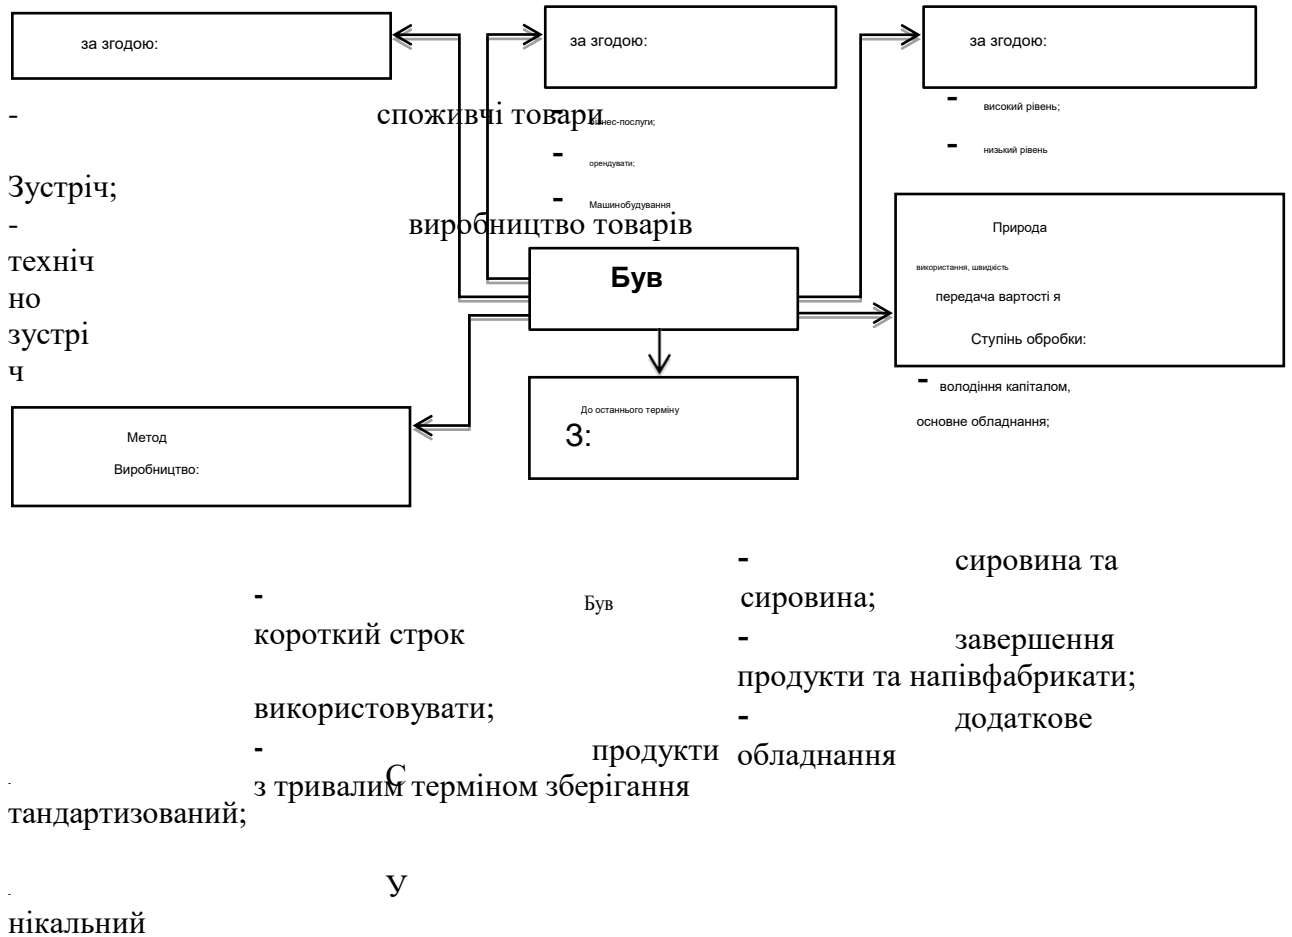 за згодою:
за згодою:
за згодою:
- споживчі товари
Зустріч;
- виробництво товарів
техніч
но
зустрі
ч
- бізнес-послуги;
- орендувати;
- Машинобудування
- високий рівень;
- низький рівень
Був
Природа
використання, швидкість
передача вартості я
Ступінь обробки:
- володіння капіталом,
основне обладнання;
До останнього терміну
З:
Метод
Виробництво:
- сировина та
сировина;
- завершення
продукти та напівфабрикати;
- додаткове
обладнання
- Був
короткий строк
використовувати;
- продукти
з тривалим терміном зберігання
- С
тандартизований;
- У
нікальний